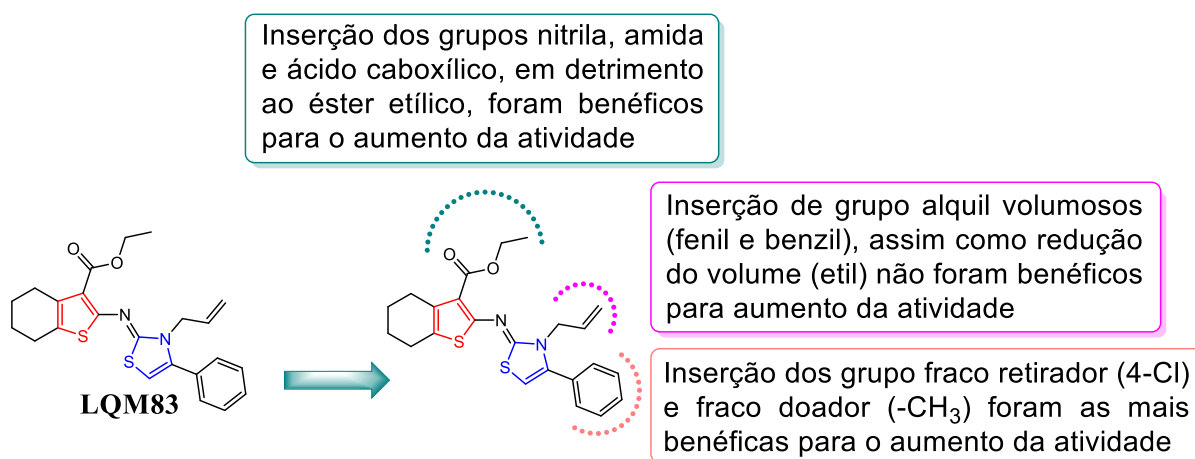 Inserção dos grupos nitrila, amida
e ácido caboxílico, em detrimento
ao éster etílico, foram benéficos
para o aumento da atividade
Inserção de grupo alquil volumosos
(fenil e benzil), assim como redução
do volume (etil) não foram benéficos
para aumento da atividade
O
O
S
N
N
S
LQM83
O
O
S
N
N
S
Inserção dos grupo fraco retirador (4-Cl)
e fraco doador (-CH₃) foram as mais
benéficas para o aumento da atividade